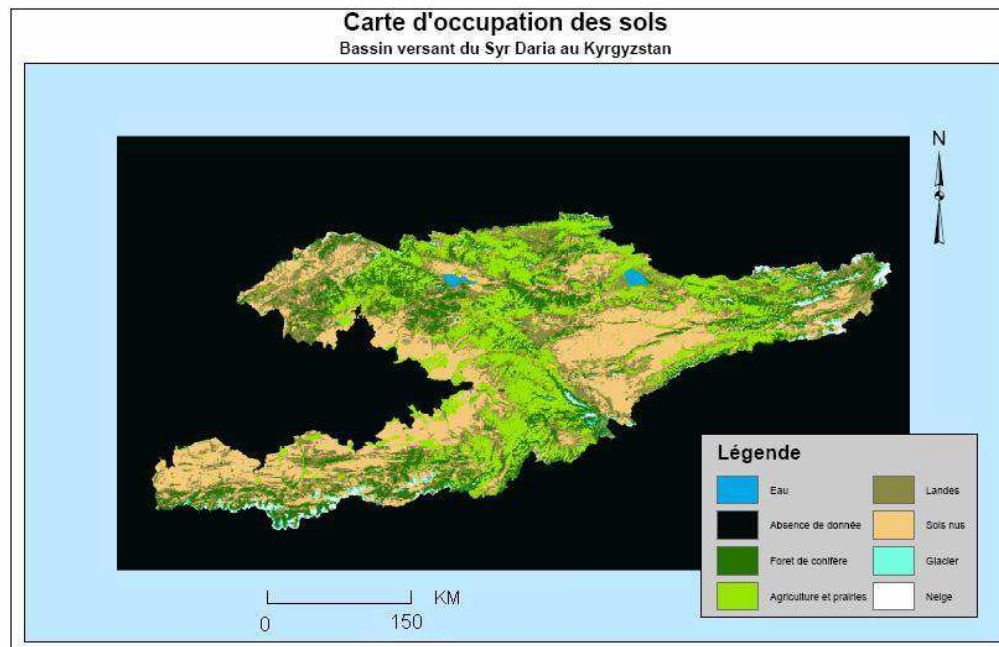 Carte d'occupation des sols
Bassin versant du Syr Daria au Kyrgyzstan
N
Légende
Eau
Landes
Absence de donnée
Sols nus
Foret de conifère
Glacier
Agriculture et prairies
Neige
KM
0 150